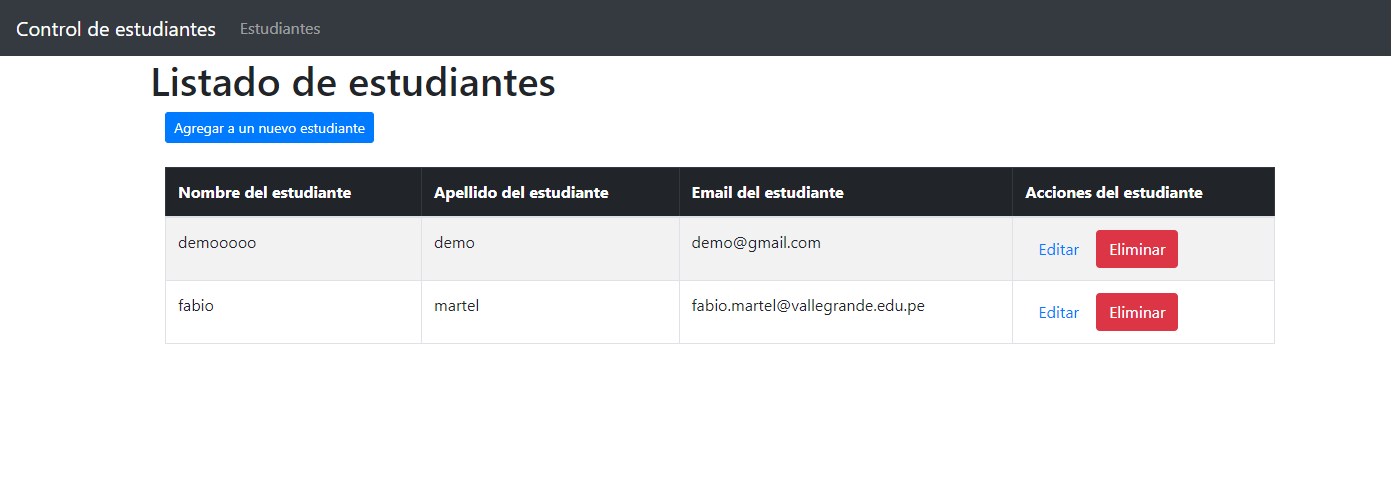 Control de estudiantes Estudiantes
Listado de estudiantes
Agregar a un nuevo estudiante
Nombre del estudiante Apellido del estudiante Email del estudiante Acciones del estudiante
demooooo demo demo@gmail.com Editar Eliminar
fabio martel fabio.martel@vallegrande.edu.pe Editar Eliminar